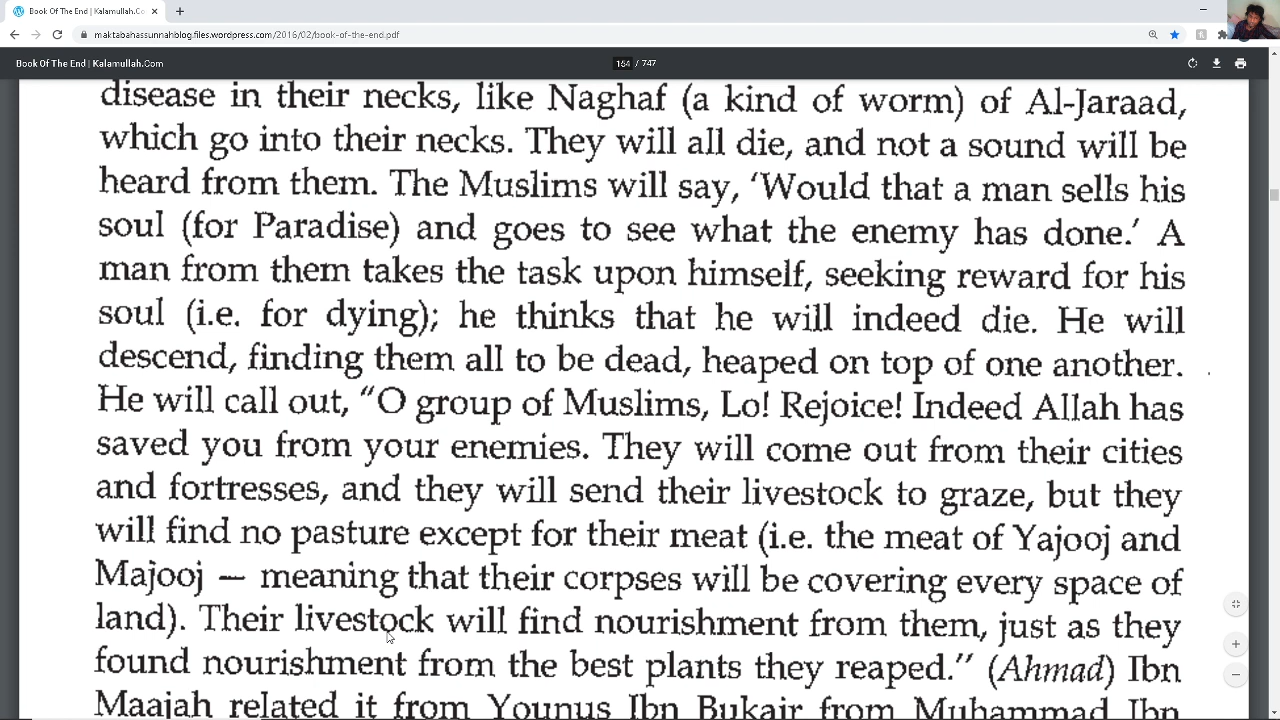 Book Of The End | Kalamullah.Co
maktabahassunnahblog.files.wordpress.com/2016/02/book-of-the-end.pdf
Book Of The End | Kalamullah.Com
164 / 747
disease in their necks, like Naghaf (a kind of worm) of Al-Jaraad,
which go into their necks. They will all die, and not a sound will be
heard from them. The Muslims will say, ‘Would that a man sells his
soul (for Paradise) and goes to see what the enemy has done.’ A
man from them takes the task upon himself, seeking reward for his
soul (i.e. for dying); he thinks that he will indeed die. He will
descend, finding them all to be dead, heaped on top of one another.
He will call out, “O group of Muslims, Lo! Rejoice! Indeed Allah has
saved you from your enemies. They will come out from their cities
and fortresses, and they will send their livestock to graze, but they
will find no pasture except for their meat (i.e. the meat of Yajooj and
Majooj — meaning that their corpses will be covering every space of
land). Their livestock will find nourishment from them, just as they
found nourishment from the best plants they reaped.” (Ahmad) Ibn
Maajah related it from Younus Ibn Bukair from Muhammad Ibn